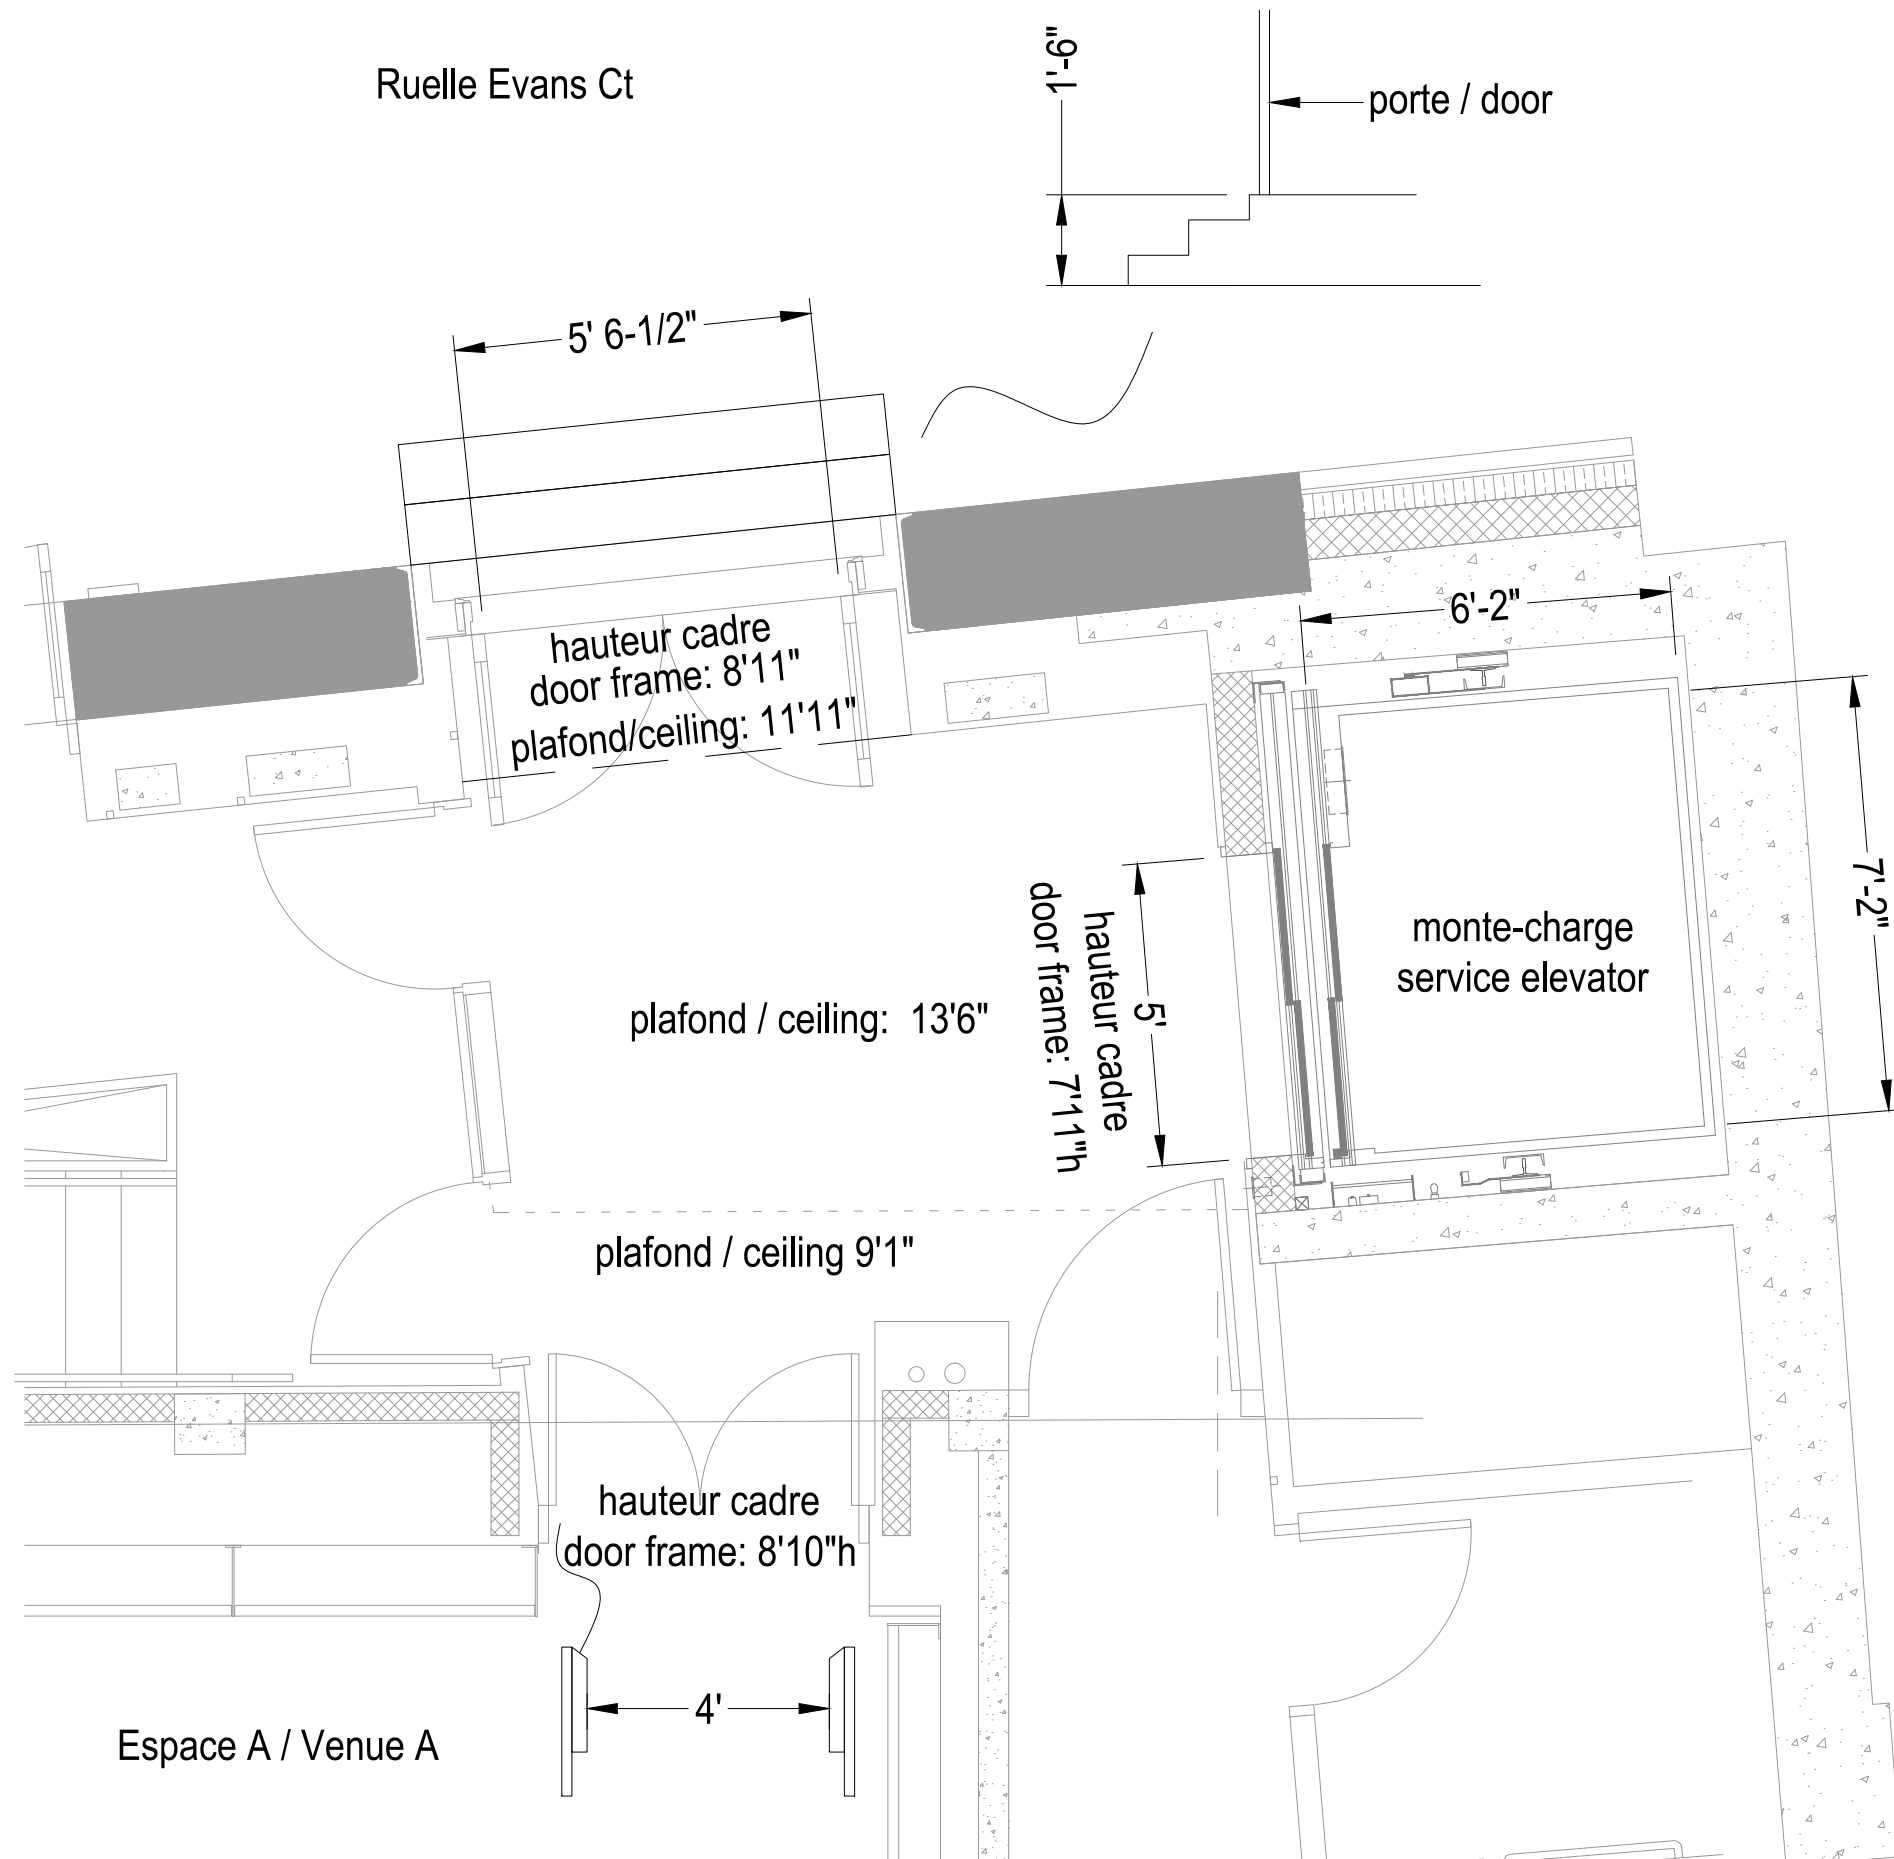 Ruelle Evans Ct
1'-6"
porte / door
5' 6-1/2"
hauteur cadre
door frame: 8'11"
plafond/ceiling: 11'11"
6'-2"
7'-2"
monte-charge
service elevator
5'
hauteur cadre
door frame: 7'11"h
plafond / ceiling: 13'6"
plafond / ceiling 9'1"
hauteur cadre
door frame: 8'10"h
4'
Espace A / Venue A